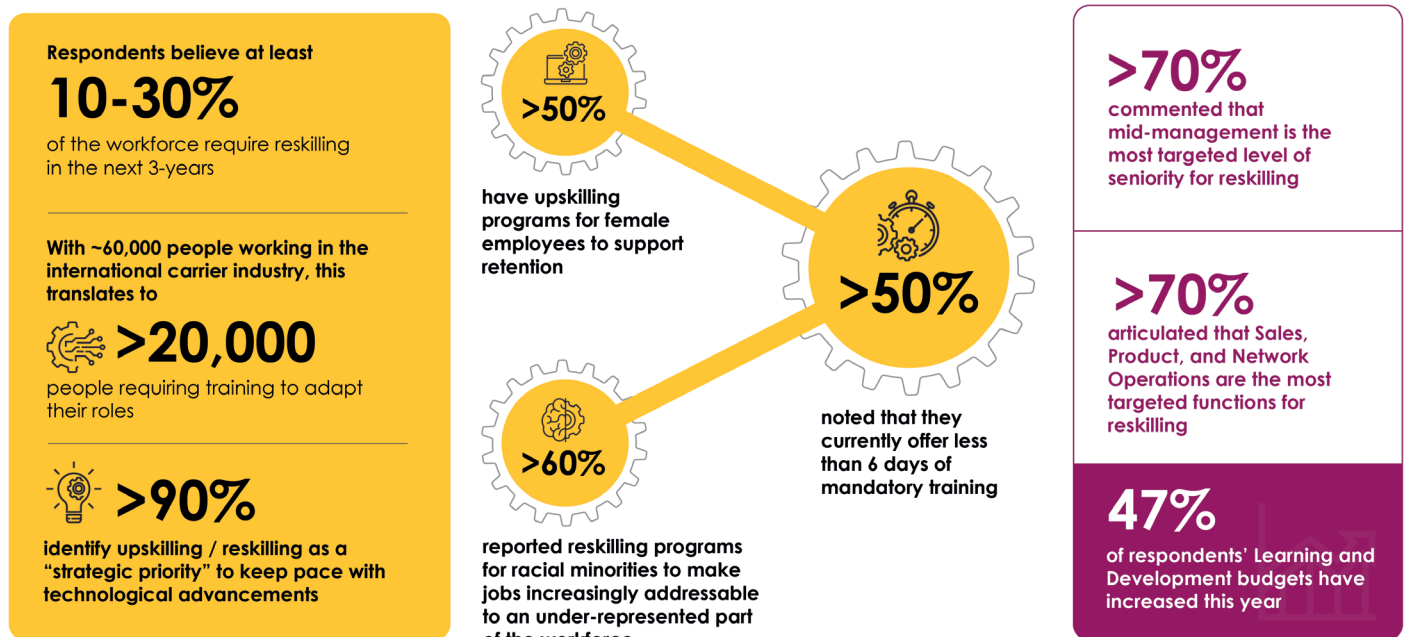 Respondents believe at least
10-30%
of the workforce require reskilling
in the next 3-years
With ~60,000 people working in the
international carrier industry, this
translates to
>20,000
people requiring training to adapt
their roles
>90%
identify upskilling / reskilling as a
“strategic priority” to keep pace with
technological advancements
>50%
have upskilling
programs for female
employees to support
retention
>60%
reported reskilling programs
for racial minorities to make
jobs increasingly addressable
to an under-represented part
of the workforce
>50%
noted that they
currently offer less
than 6 days of
mandatory training
>70%
commented that
mid-management is the
most targeted level of
seniority for reskilling
>70%
articulated that Sales,
Product, and Network
Operations are the most
targeted functions for
reskilling
47%
of respondents’ Learning and
Development budgets have
increased this year